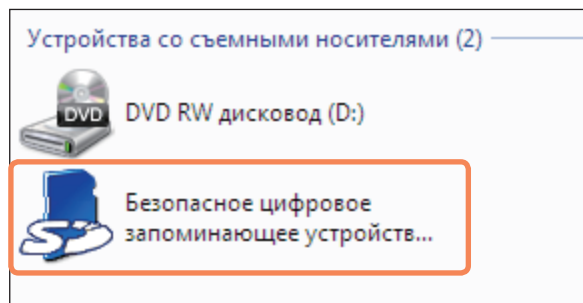 Устройства со съемными носителями (2)
DVD
DVD RW дисковод (D:)
Безопасное цифровое
запоминающее устройств...
SD